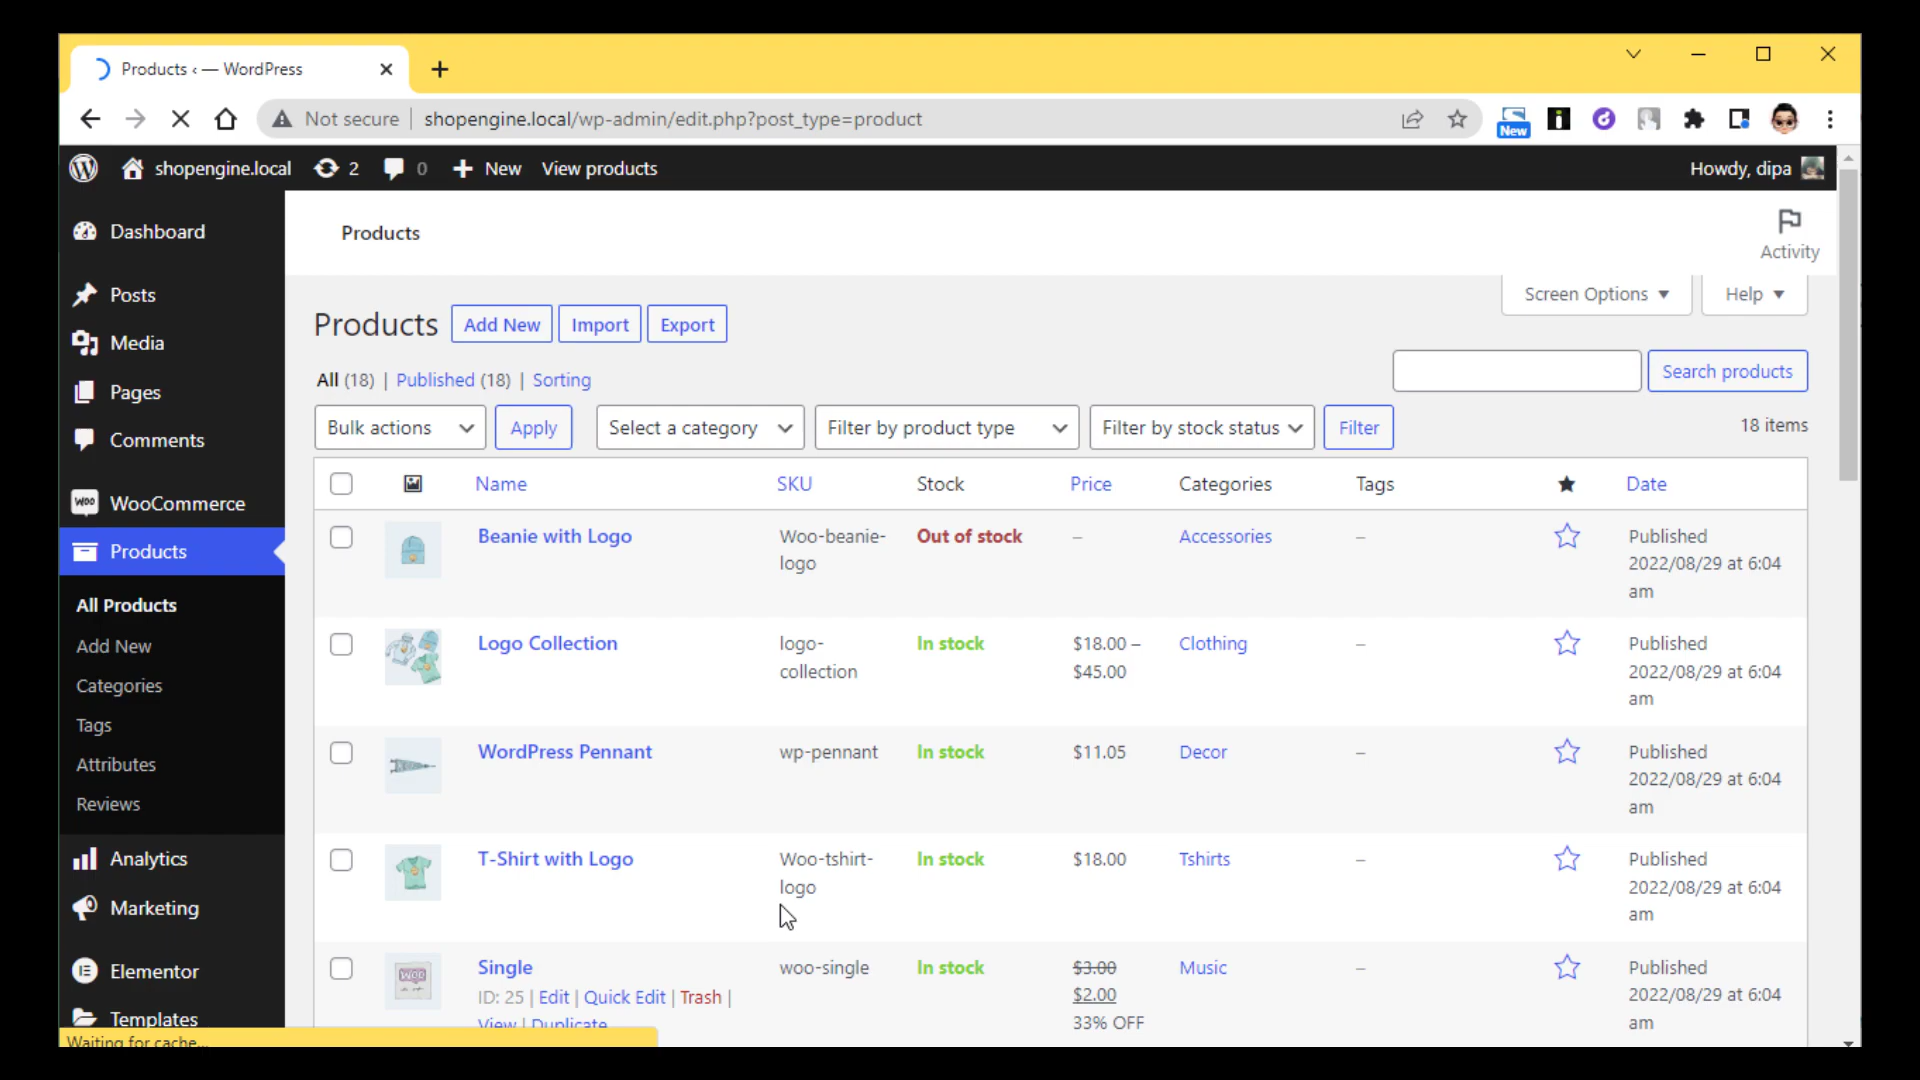 Products ‹ — WordPress
Not secure shopengine.local/wp-admin/edit.php?post_type=product
New
shopengine.local 2 0 New View products Howdy, dipa
Dashboard
Posts
Media
Pages
Comments
WOO WooCommerce
Products
All Products
Add New
Categories
Tags
Attributes
Reviews
Analytics
Marketing
Elementor
Templates
Waiting for cache...
Products
Activity
Screen Options ▼ Help ▼
Products Add New Import Export
All (18) | Published (18) | Sorting
Search products
Bulk actions Apply Select a category Filter by product type Filter by stock status Filter 18 items
Name SKU Stock Price Categories Tags Date
Beanie with Logo Woo-beanie- Out of stock – Accessories – Published
logo 2022/08/29 at 6:04
am
Logo Collection logo- In stock $18.00 – Clothing – Published
collection $45.00 2022/08/29 at 6:04
am
WordPress Pennant wp-pennant In stock $11.05 Decor – Published
2022/08/29 at 6:04
am
T-Shirt with Logo Woo-tshirt- In stock $18.00 Tshirts – Published
logo 2022/08/29 at 6:04
am
Single woo-single In stock $3.00 Music – Published
ID: 25 | Edit | Quick Edit | Trash | $2.00 2022/08/29 at 6:04
View | Duplicate 33% OFF am